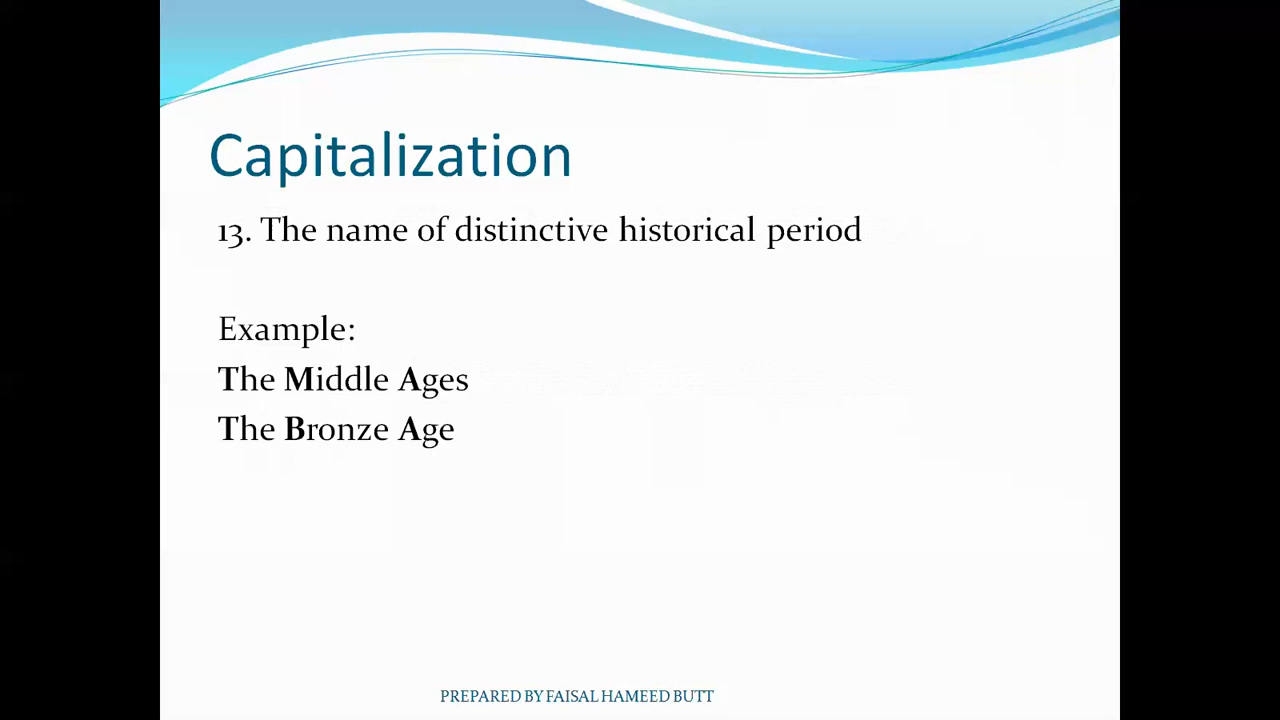 Capitalization
13. The name of distinctive historical period
Example:
The Middle Ages
The Bronze Age
PREPARED BY FAISAL HAMEED BUTT